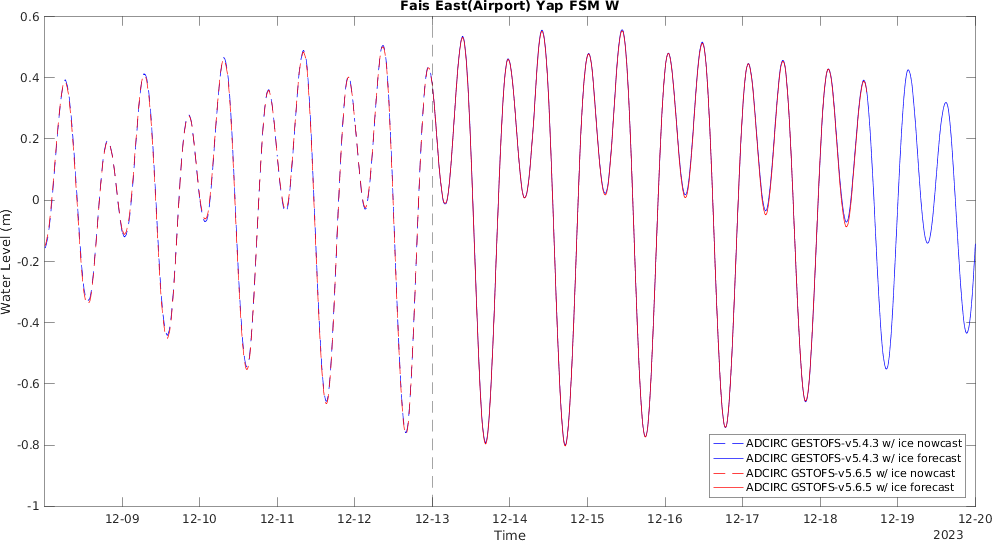 Fais East(Airport) Yap FSM W
0.6
0.4
0.2
0
-0.2
-0.4
-0.6
-0.8
-1
Water Level (m)
ADCIRC GESTOFS-v5.4.3 w/ ice nowcast
ADCIRC GESTOFS-v5.4.3 w/ ice forecast
ADCIRC GSTOFS-v5.6.5 w/ ice nowcast
ADCIRC GSTOFS-v5.6.5 w/ ice forecast
12-09 12-10 12-11 12-12 12-13 12-14 12-15 12-16 12-17 12-18 12-19 12-20
Time
2023